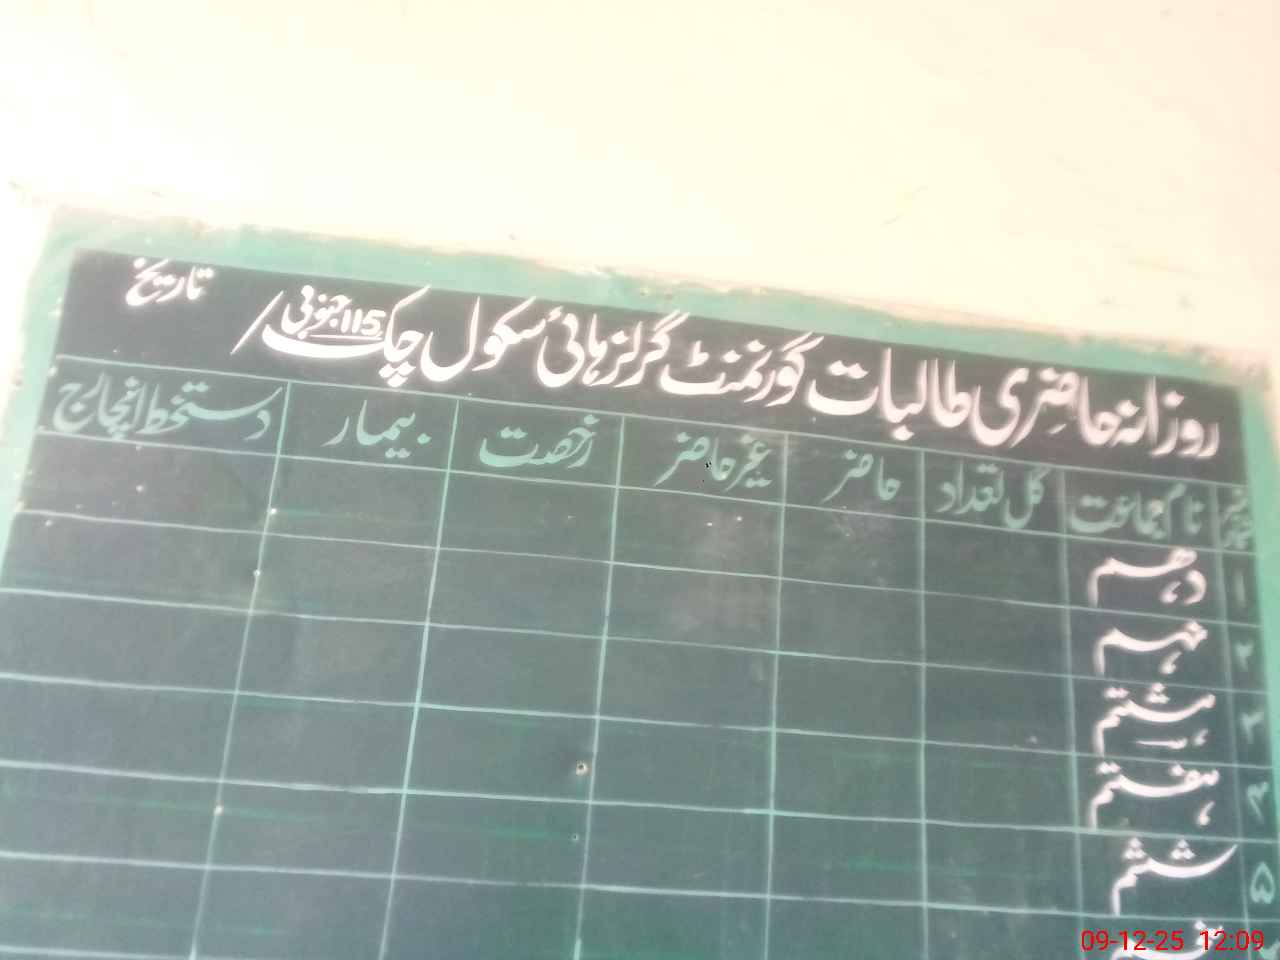 تاریخ
روزانہ حاضری طالبات گورنمنٹ گرلز ہائی سکول چک 115 جنوبی /
نمبر شمار نام جماعت کل تعداد حاضر غیر حاضر رخصت بیمار دستخط انچارج
۱ دہم
۲ نہم
۳ ہشتم
۴ ہفتم
۵ ششم
09-12-25 12:09